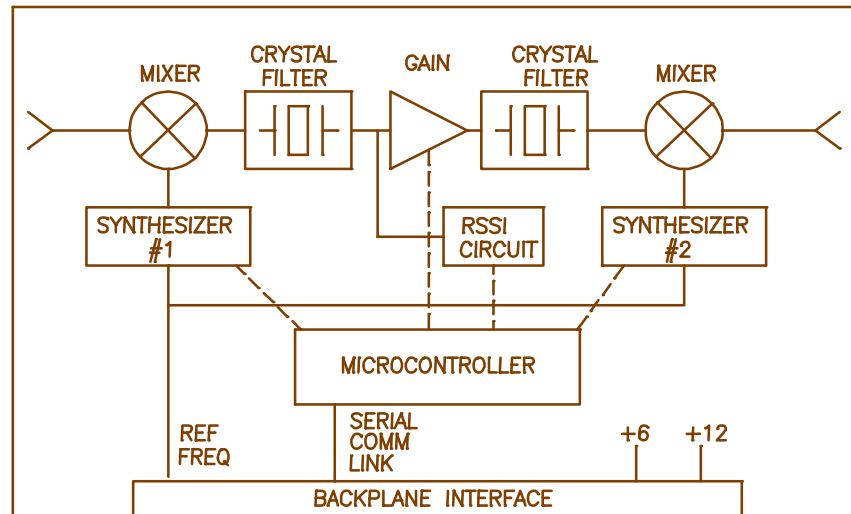 MIXER
CRYSTAL
FILTER
GAIN
CRYSTAL
FILTER
MIXER
SYNTHESIZER
#1
RSSI
CIRCUIT
SYNTHESIZER
#2
MICROCONTROLLER
REF
FREQ
SERIAL
COMM
LINK
+6
+12
BACKPLANE INTERFACE